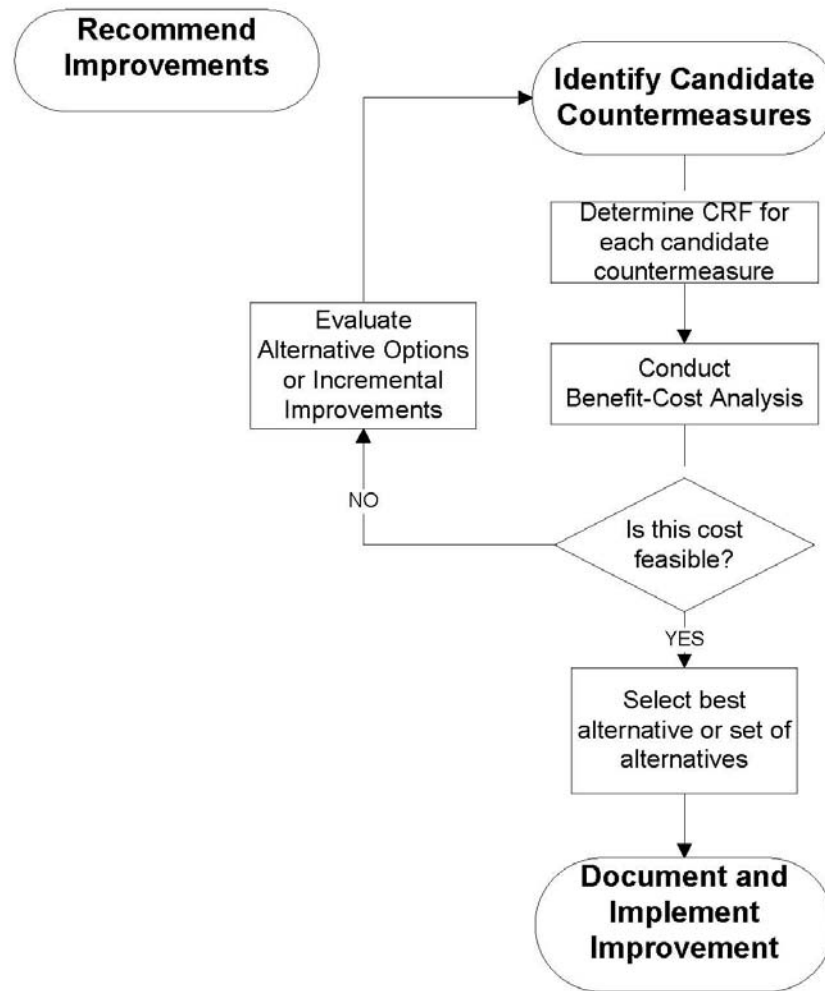 Recommend
Improvements
Identify Candidate
Countermeasures
Determine CRF for
each candidate
countermeasure
Evaluate
Alternative Options
or Incremental
Improvements
Conduct
Benefit-Cost Analysis
NO
Is this cost
feasible?
YES
Select best
alternative or set of
alternatives
Document and
Implement
Improvement